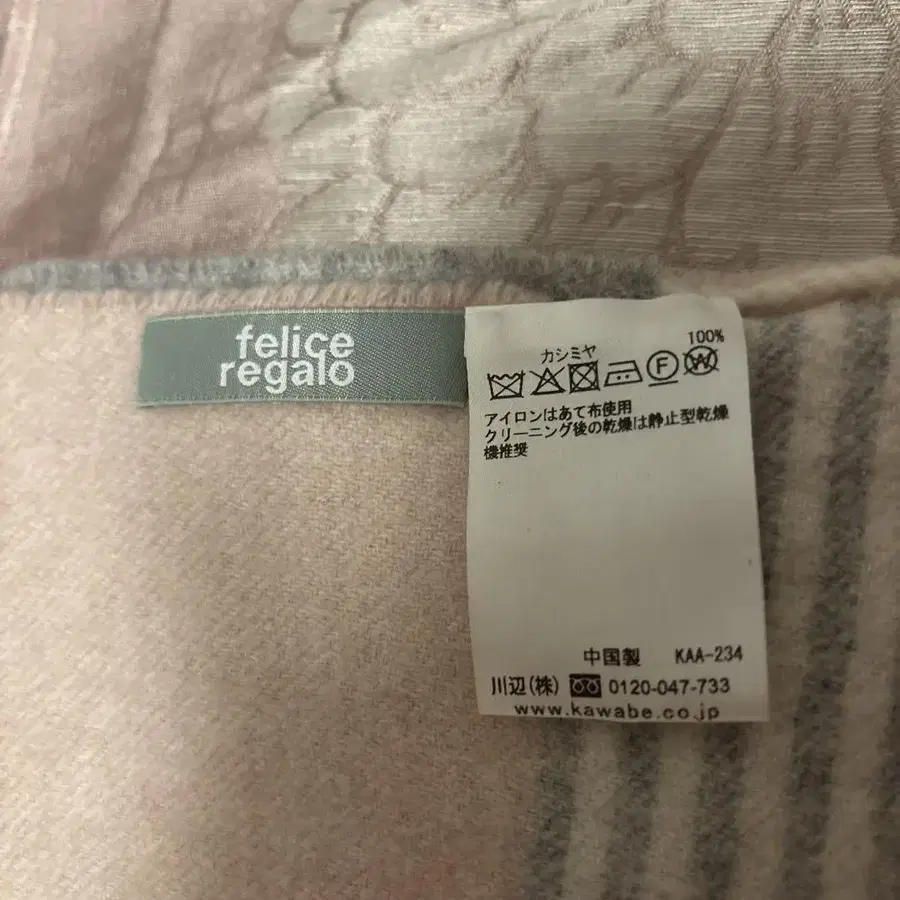 felice
regalo
カシミヤ 100%
F W
アイロンはあて布使用
クリーニング後の乾燥は静止型乾燥
機推奨
中国製 KAA-234
川辺(株) 0120-047-733
www.kawabe.co.jp